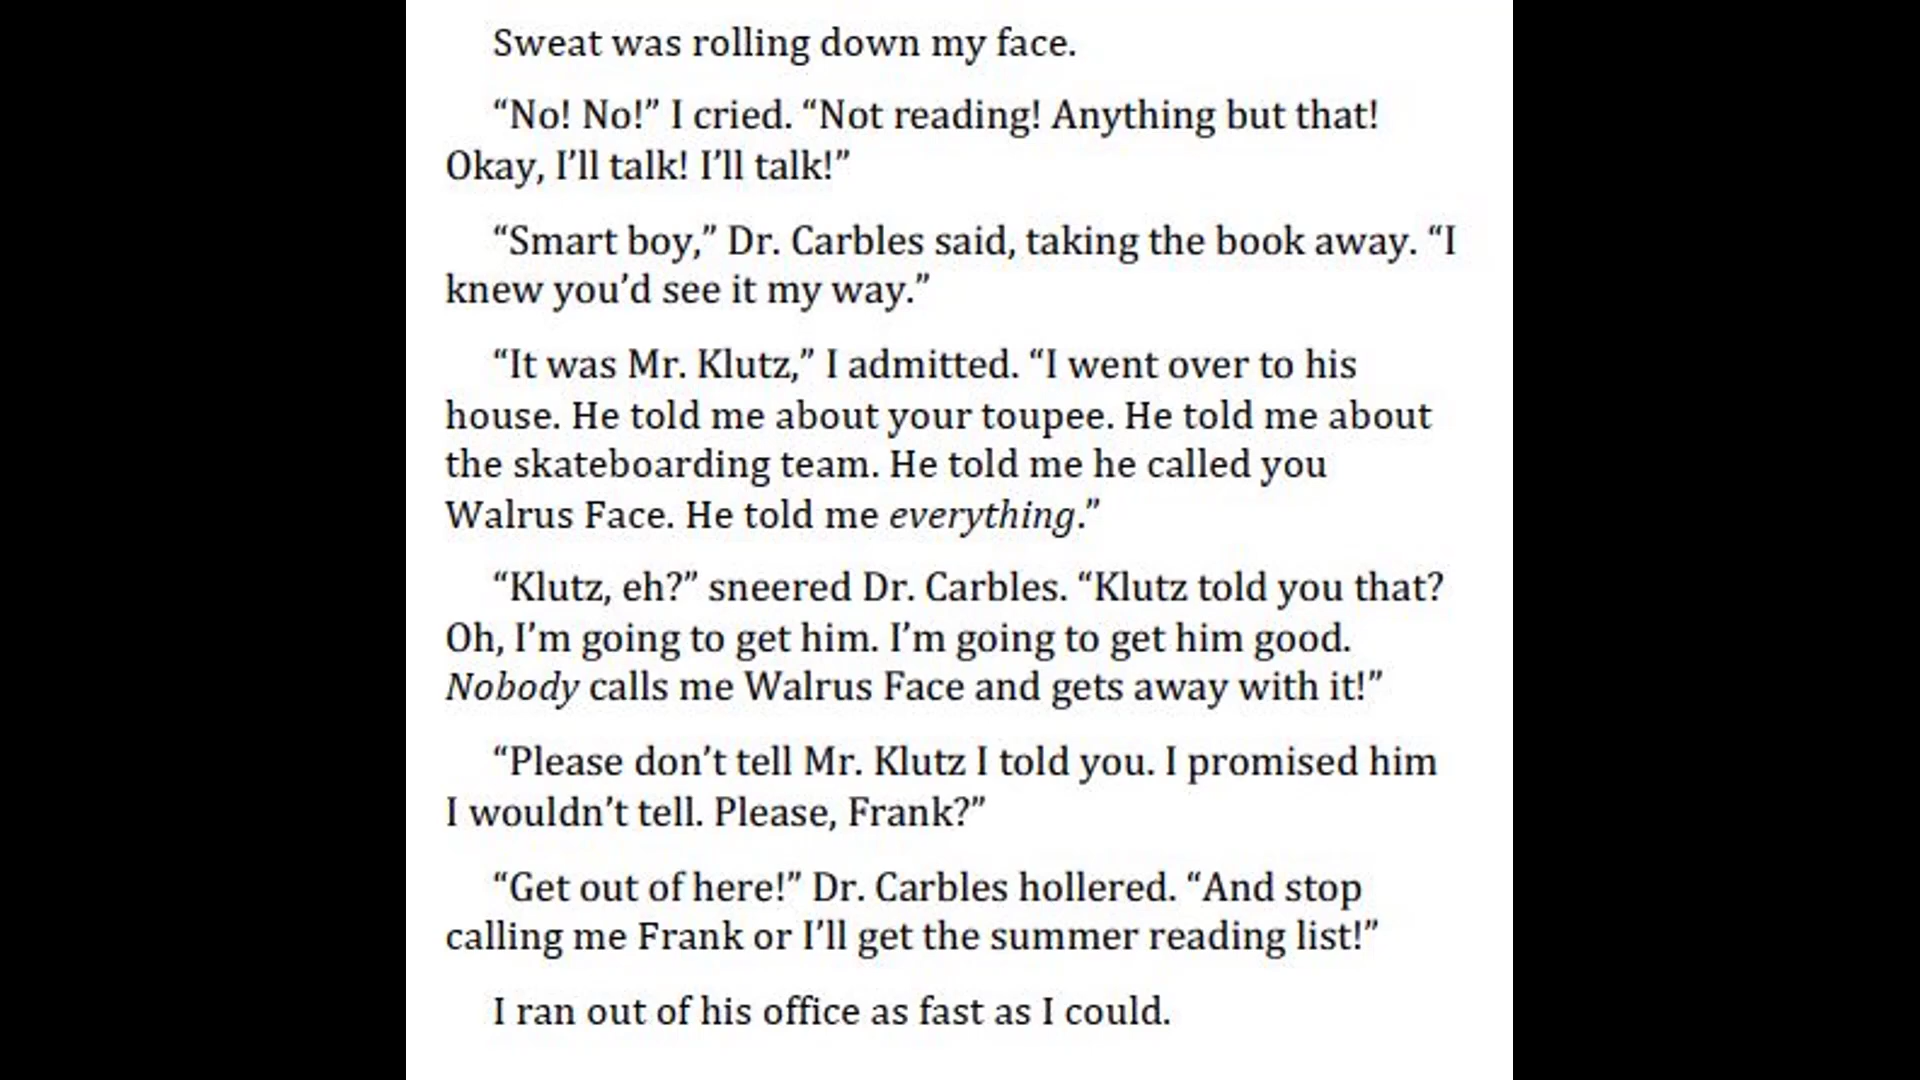 Sweat was rolling down my face.
“No! No!” I cried. “Not reading! Anything but that!
Okay, I’ll talk! I’ll talk!”
“Smart boy,” Dr. Carbles said, taking the book away. “I
knew you’d see it my way.”
“It was Mr. Klutz,” I admitted. “I went over to his
house. He told me about your toupee. He told me about
the skateboarding team. He told me he called you
Walrus Face. He told me everything.”
“Klutz, eh?” sneered Dr. Carbles. “Klutz told you that?
Oh, I’m going to get him. I’m going to get him good.
Nobody calls me Walrus Face and gets away with it!”
“Please don’t tell Mr. Klutz I told you. I promised him
I wouldn’t tell. Please, Frank?”
“Get out of here!” Dr. Carbles hollered. “And stop
calling me Frank or I’ll get the summer reading list!”
I ran out of his office as fast as I could.